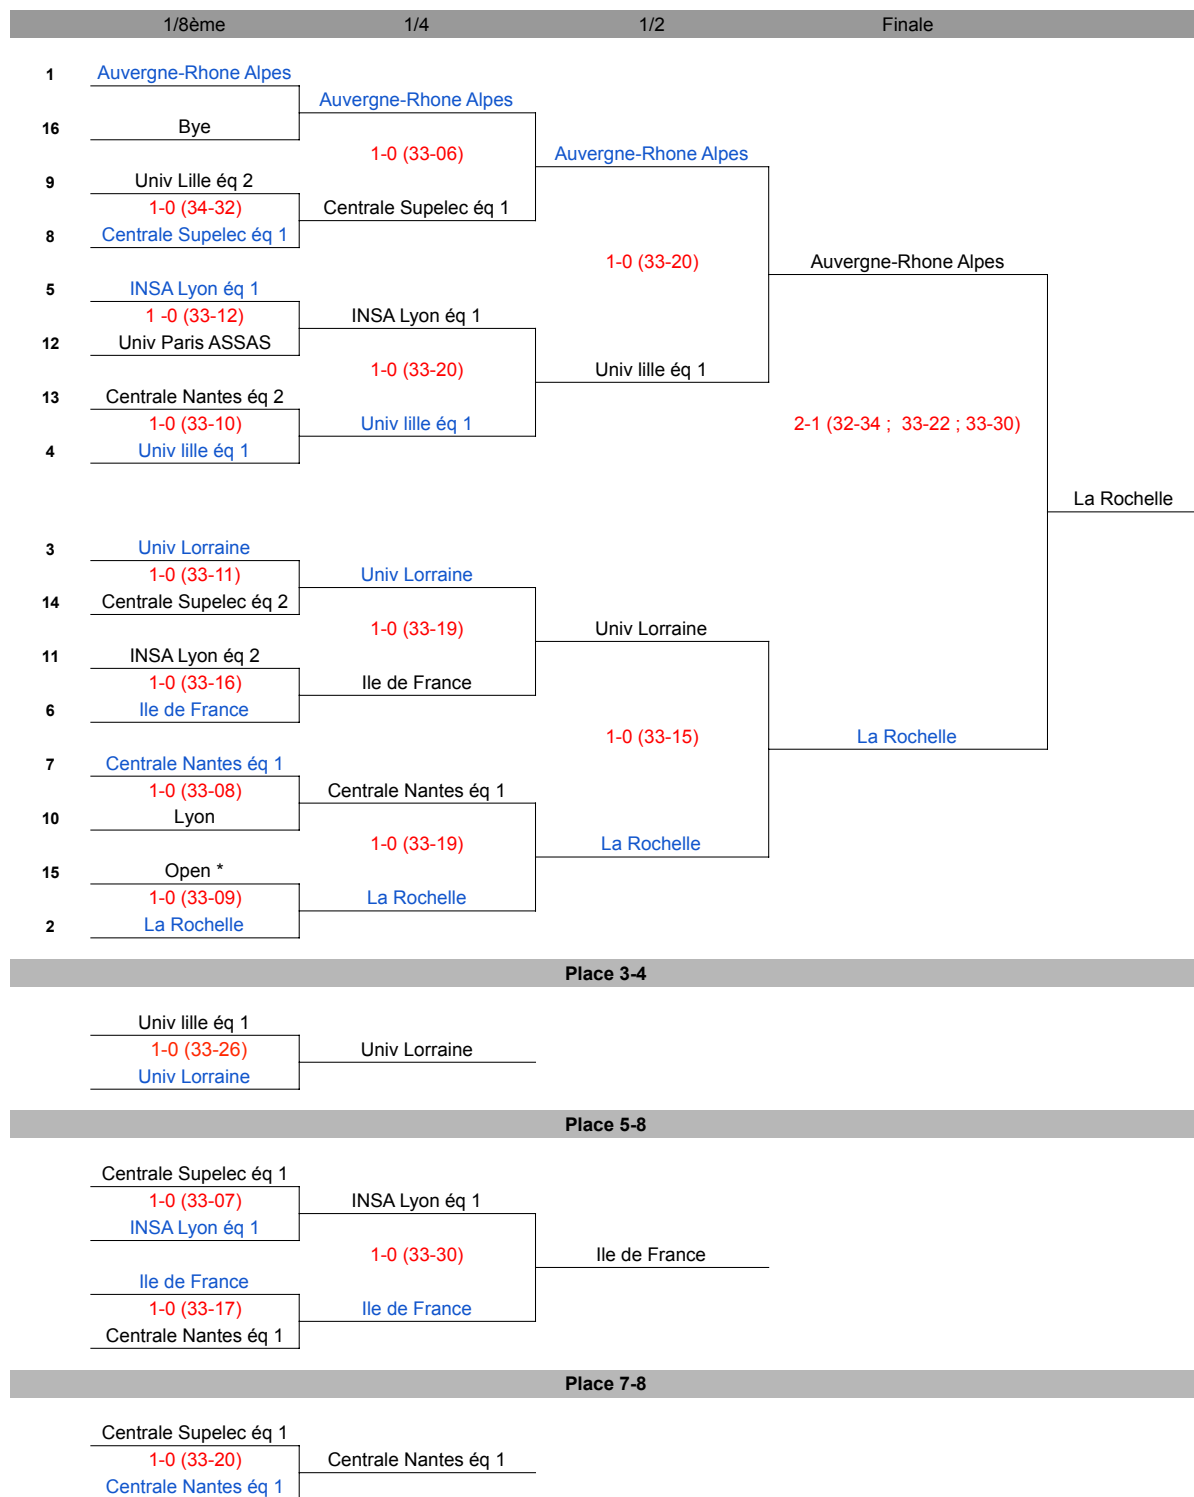 1/8ème 1/4 1/2 Finale
1 Auvergne-Rhone Alpes
Auvergne-Rhone Alpes
16 Bye
1-0 (33-06) Auvergne-Rhone Alpes
9 Univ Lille éq 2
1-0 (34-32) Centrale Supelec éq 1
8 Centrale Supelec éq 1
1-0 (33-20) Auvergne-Rhone Alpes
5 INSA Lyon éq 1
1 -0 (33-12) INSA Lyon éq 1
12 Univ Paris ASSAS
1-0 (33-20) Univ lille éq 1
13 Centrale Nantes éq 2
1-0 (33-10) Univ lille éq 1 2-1 (32-34 ; 33-22 ; 33-30)
4 Univ lille éq 1
La Rochelle
3 Univ Lorraine
1-0 (33-11) Univ Lorraine
14 Centrale Supelec éq 2
1-0 (33-19) Univ Lorraine
11 INSA Lyon éq 2
1-0 (33-16) Ile de France
6 Ile de France
1-0 (33-15) La Rochelle
7 Centrale Nantes éq 1
1-0 (33-08) Centrale Nantes éq 1
10 Lyon
1-0 (33-19) La Rochelle
15 Open *
1-0 (33-09) La Rochelle
2 La Rochelle
Place 3-4
Univ lille éq 1
1-0 (33-26) Univ Lorraine
Univ Lorraine
Place 5-8
Centrale Supelec éq 1
1-0 (33-07) INSA Lyon éq 1
INSA Lyon éq 1
1-0 (33-30) Ile de France
Ile de France
1-0 (33-17) Ile de France
Centrale Nantes éq 1
Place 7-8
Centrale Supelec éq 1
1-0 (33-20) Centrale Nantes éq 1
Centrale Nantes éq 1